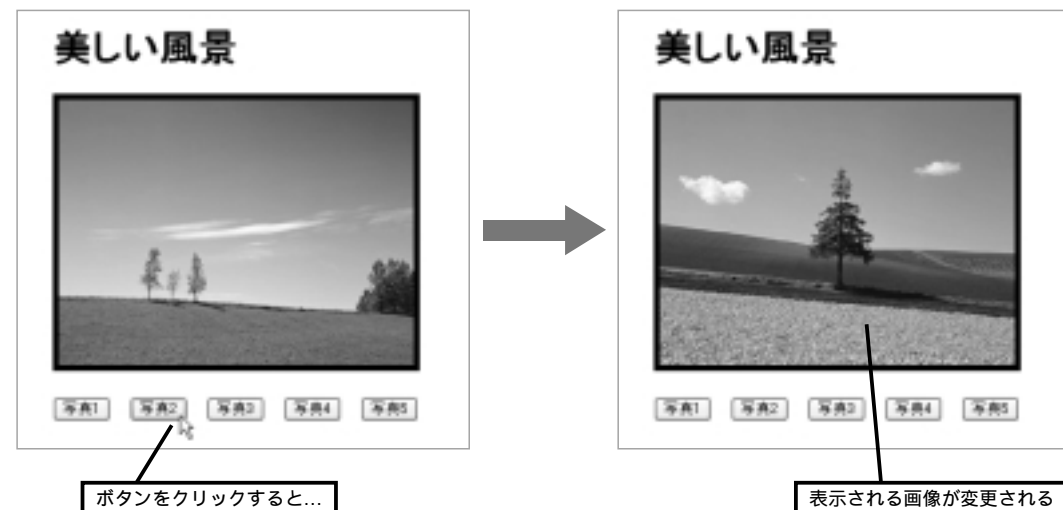 美しい風景
写真1 写真2 写真3 写真4 写真5
ボタンをクリックすると...
美しい風景
写真1 写真2 写真3 写真4 写真5
表示される画像が変更される